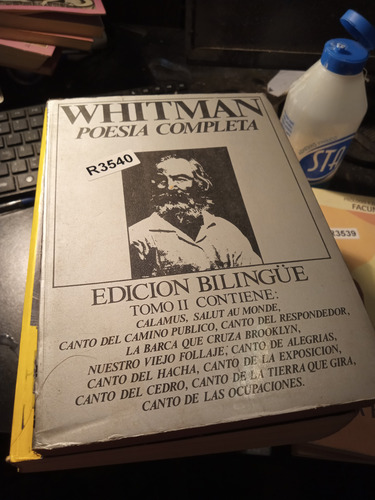 WHITMAN
POESIA COMPLETA
R3540
EDICION BILINGÜE
TOMO II CONTIENE:
CALAMUS, SALUT AU MONDE,
CANTO DEL CAMINO PUBLICO, CANTO DEL RESPONDEDOR,
LA BARCA QUE CRUZA BROOKLYN,
NUESTRO VIEJO FOLLAJE, CANTO DE ALEGRIAS,
CANTO DEL HACHA, CANTO DE LA EXPOSICION,
CANTO DEL CEDRO, CANTO DE LA TIERRA QUE GIRA,
CANTO DE LAS OCUPACIONES.
FACUN
R3539